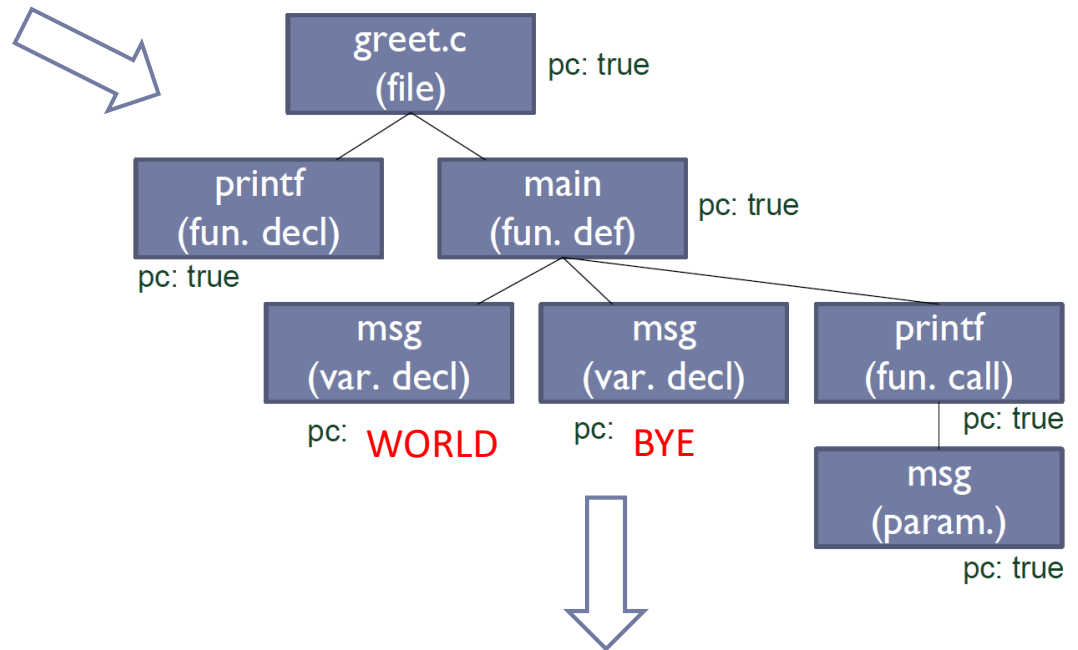 greet.c
(file)
pc: true
printf
(fun. decl)
pc: true
main
(fun. def)
pc: true
msg
(var. decl)
pc: WORLD
msg
(var. decl)
pc: BYE
printf
(fun. call)
pc: true
msg
(param.)
pc: true